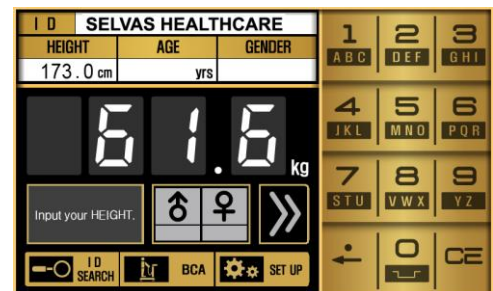 I D SELVAS HEALTHCARE
HEIGHT AGE GENDER
173.0 cm yrs
61.6 kg
Input your HEIGHT.
I D SEARCH BCA SET UP
1 2 3
ABC DEF GHI
4 5 6
JKL MNO PQR
7 8 9
STU VWX YZ
. 0 CE